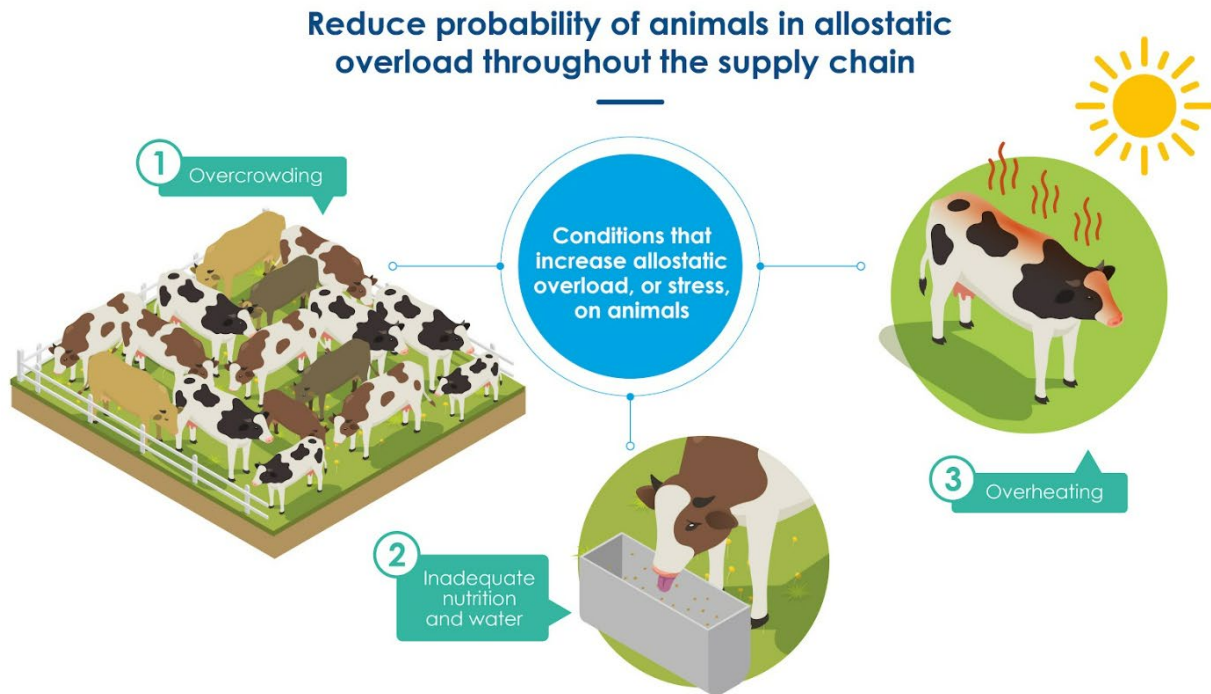 Reduce probability of animals in allostatic
overload throughout the supply chain
1
Overcrowding
Conditions that
increase allostatic
overload, or stress,
on animals
2
Inadequate
nutrition
and water
3
Overheating